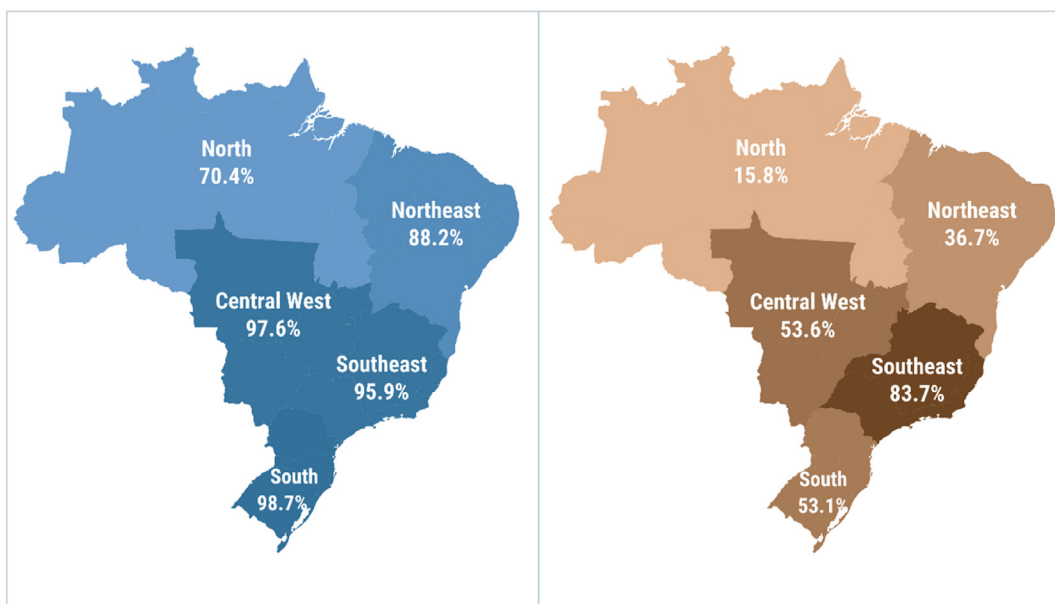 North
70.4%
Northeast
88.2%
Central West
97.6%
Southeast
95.9%
South
98.7%
North
15.8%
Northeast
36.7%
Central West
53.6%
Southeast
83.7%
South
53.1%